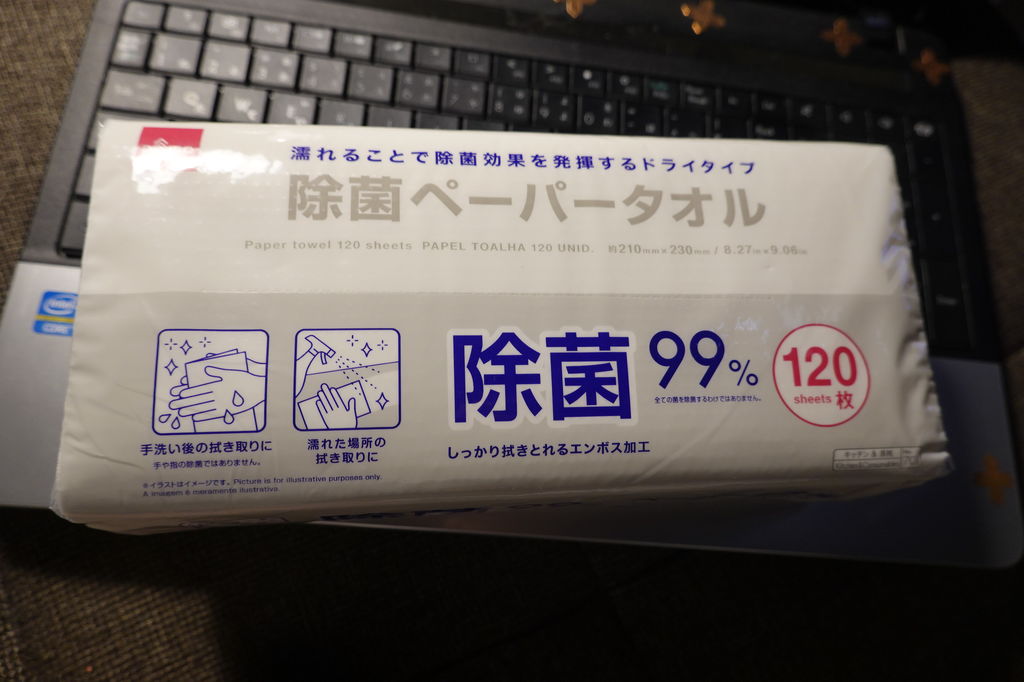 濡れることで除菌効果を発揮するドライタイプ
除菌ペーパータオル
Paper towel 120 sheets PAPEL TOALHA 120 UNID. 約210mm×230mm / 8.27in×9.06in
除菌 99%
全ての菌を除菌するわけではありません。
120
sheets 枚
手洗い後の拭き取りに
手や指の除菌ではありません。
濡れた場所の
拭き取りに
しっかり拭きとれるエンボス加工
※イラストはイメージです。Picture is for illustrative purposes only.
A imagem é meramente ilustrativa.
intel
CORE